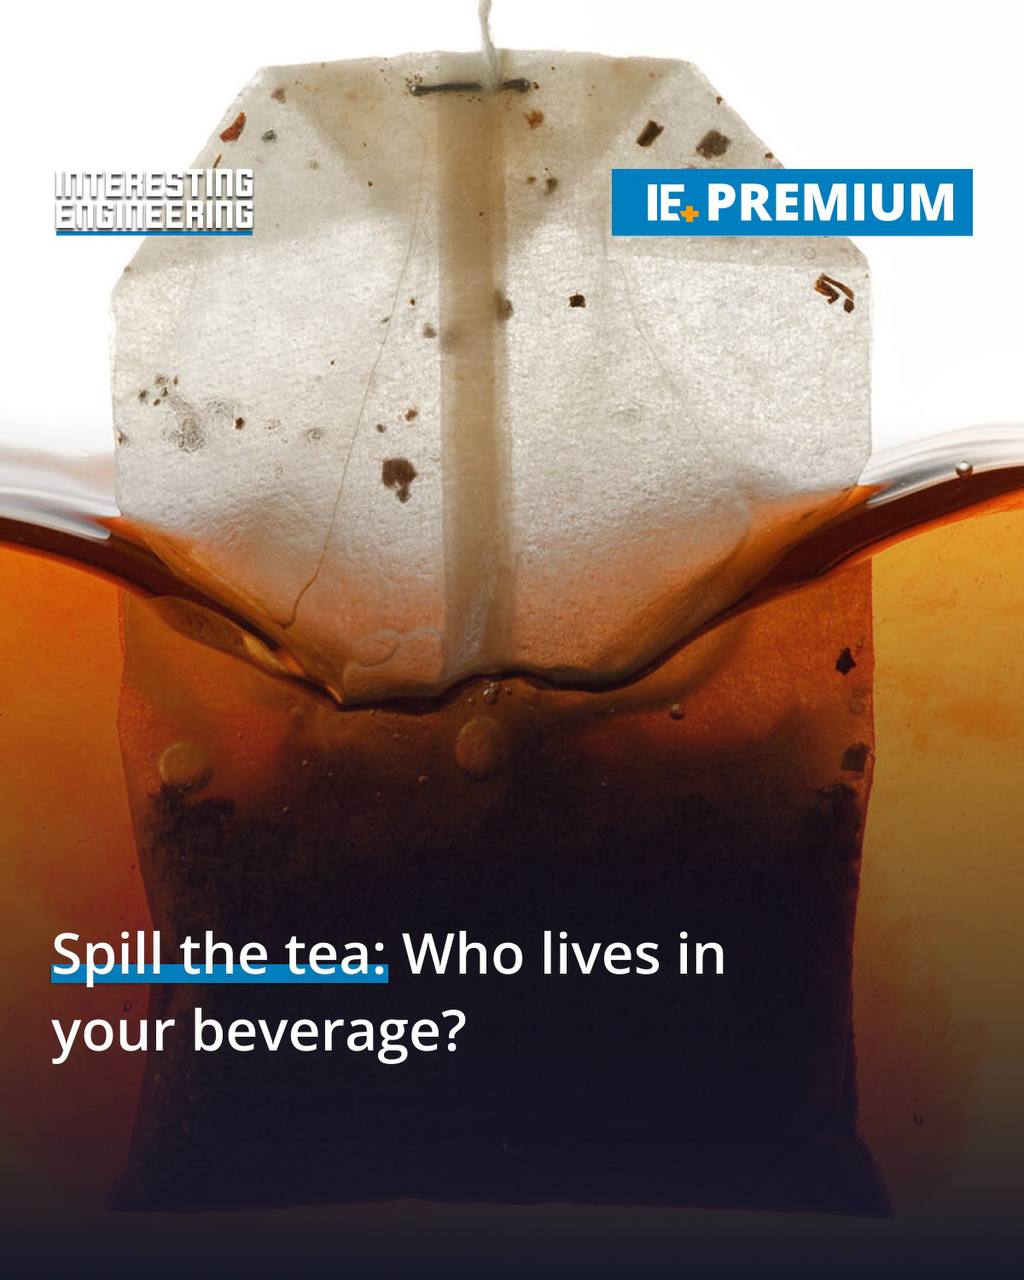 INTERESTING
ENGINEERING
IE+ PREMIUM
Spill the tea: Who lives in
your beverage?